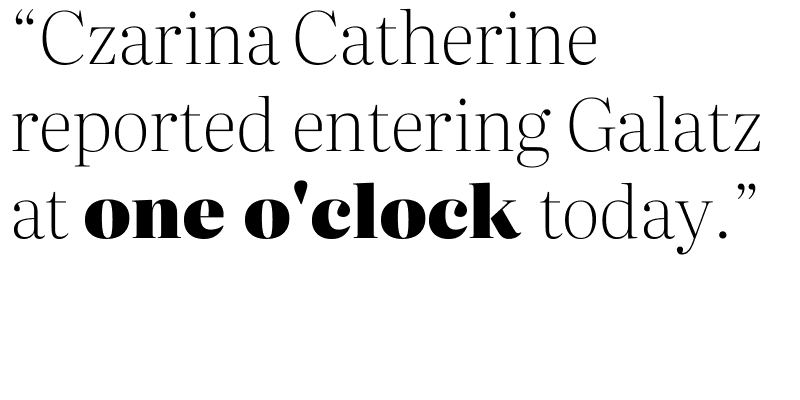 “Czarina Catherine
reported entering Galatz
at one o'clock today.”